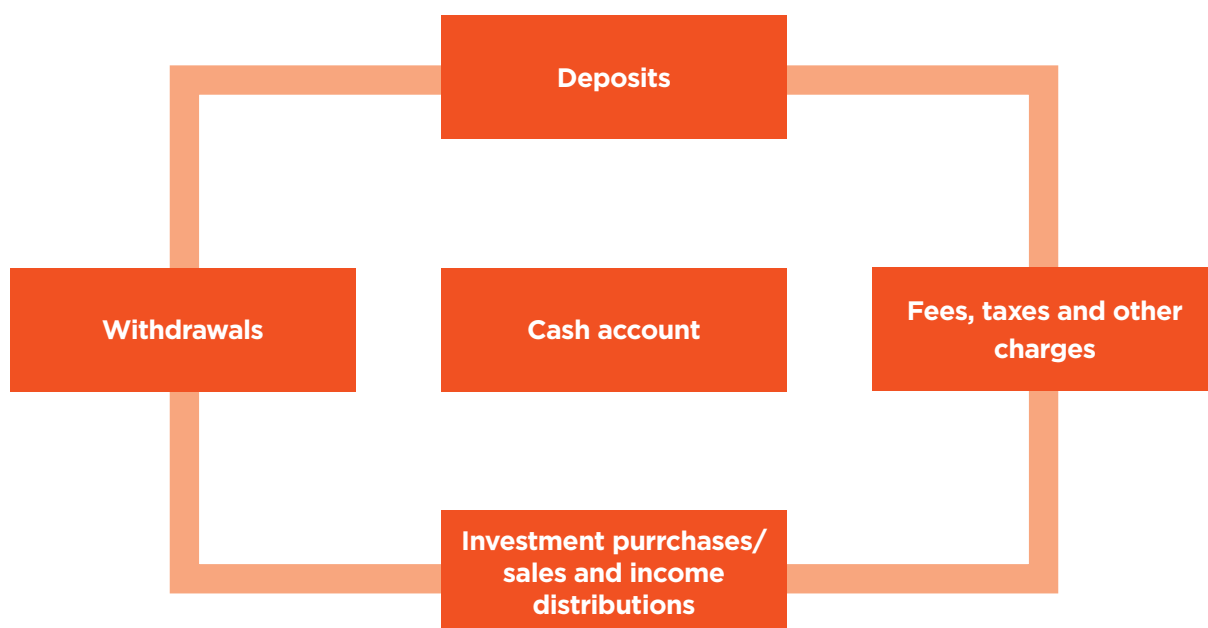 Deposits
Withdrawals
Cash account
Fees, taxes and other
charges
Investment purrchases/
sales and income
distributions